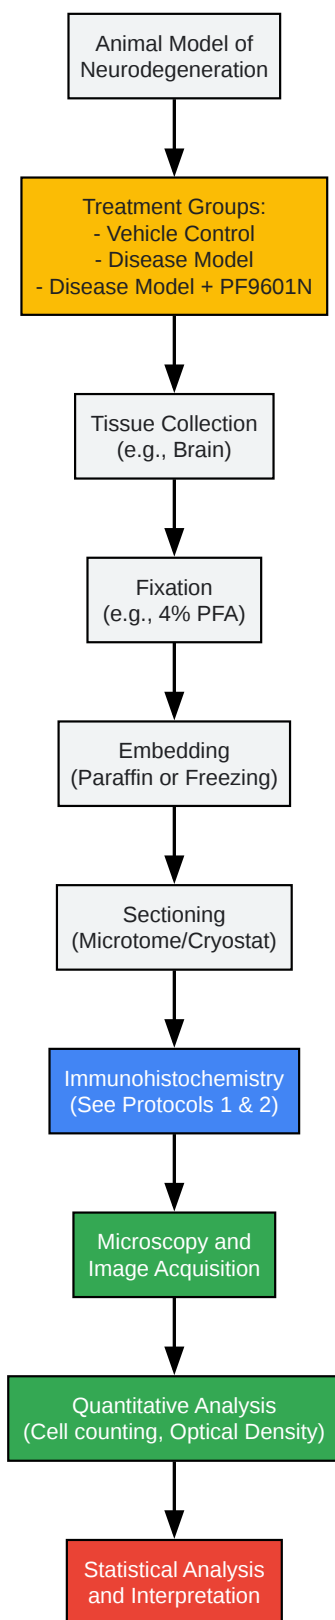 Animal Model of
Neurodegeneration
Treatment Groups:
- Vehicle Control
- Disease Model
- Disease Model + PF9601N
Tissue Collection
(e.g., Brain)
Fixation
(e.g., 4% PFA)
Embedding
(Paraffin or Freezing)
Sectioning
(Microtome/Cryostat)
Immunohistochemistry
(See Protocols 1 & 2)
Microscopy and
Image Acquisition
Quantitative Analysis
(Cell counting, Optical Density)
Statistical Analysis
and Interpretation